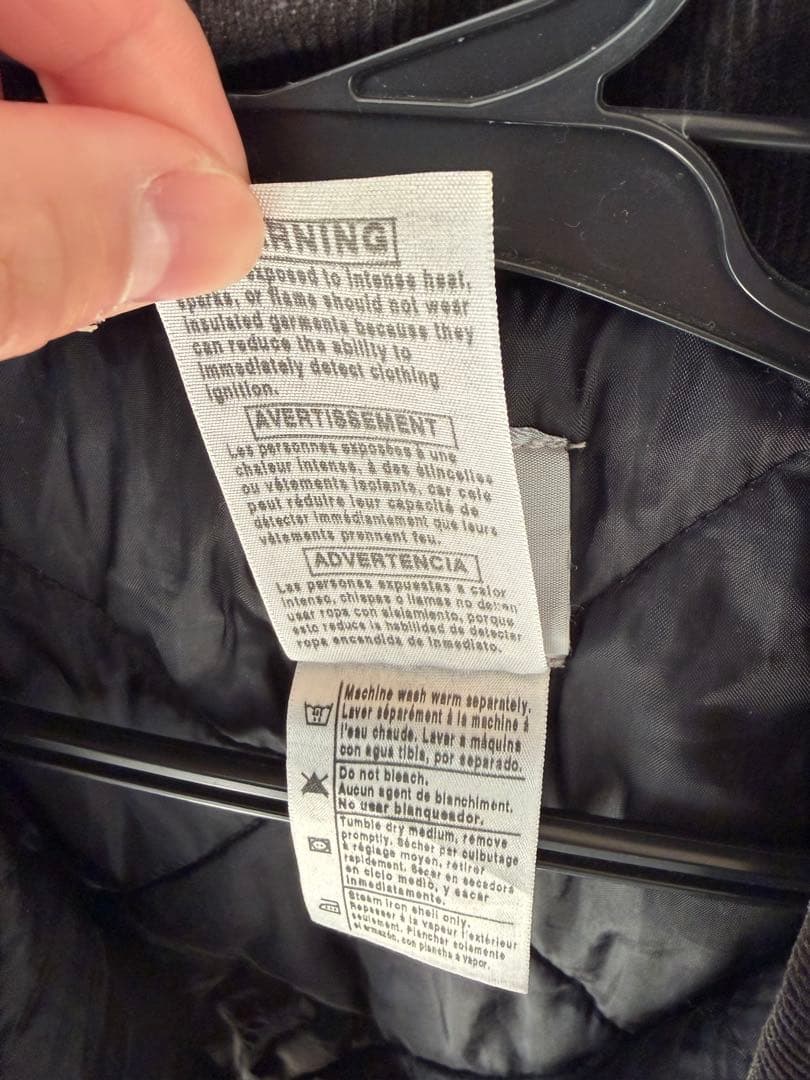 RNING
exposed to intense heat,
sparks, or flame should not wear
insulated garments because they
can reduce the ability to
immediately detect clothing
ignition.
AVERTISSEMENT
Les personnes exposées à une
chaleur intense, à des étincelles
ou vêtements isolants, car cela
peut réduire leur capacité de
détecter immédiantement que leurs
vêtements prennent feu.
ADVERTENCIA
Las personas expuestas a calor
intenso, chispas o llamas no deben
usar ropa con aislamiento, porque
esto reduce la habilidad de detectar
ropa encendida de inmediato.
Machine wash warm separately.
Laver séparément à la machine à
l'eau chaude. Lavar a máquina
con agua tibia, por separado.
Do not bleach.
Aucun agent de blanchiment.
No usar blanqueador.
Tumble dry medium, remove
promptly. Sécher par culbutage
à réglage moyen, retirer
rapidement. Secar en secadora
en ciclo medio, y sacar
inmediatamente.
Steam iron shell only.
Repasser à la vapeur l'extérieur
seulement. Planchar solamente
el armazón, con plancha a vapor.